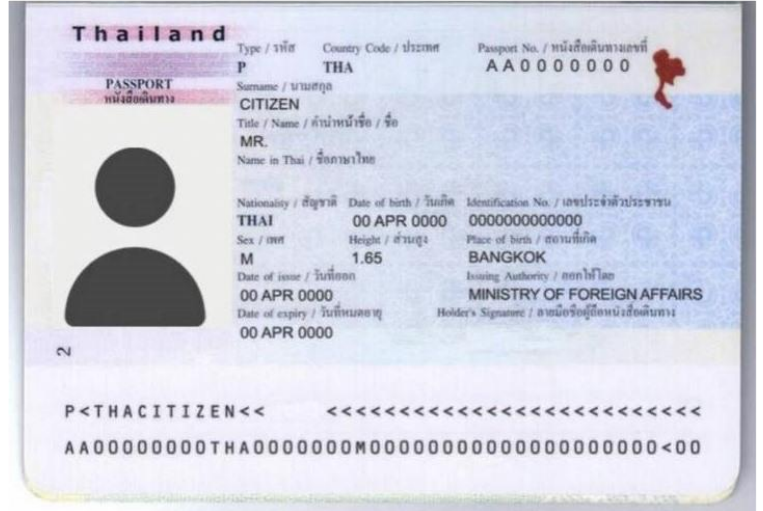 Thailand
PASSPORT
หนังสือเดินทาง
Type / รหัส Country Code / ประเทศ Passport No. / หนังสือเดินทางเลขที่
P THA AA0000000
Surname / นามสกุล
CITIZEN
Title / Name / คำนำหน้าชื่อ / ชื่อ
MR.
Name in Thai / ชื่อภาษาไทย
Nationality / สัญชาติ Date of birth / วันเกิด Identification No. / เลขประจำตัวประชาชน
THAI 00 APR 0000 0000000000000
Sex / เพศ Height / ส่วนสูง Place of birth / สถานที่เกิด
M 1.65 BANGKOK
Date of issue / วันที่ออก Issuing Authority / ออกให้โดย
00 APR 0000 MINISTRY OF FOREIGN AFFAIRS
Date of expiry / วันที่หมดอายุ Holder's Signature / ลายมือชื่อผู้ถือหนังสือเดินทาง
00 APR 0000
2
P<THACITIZEN<< <<<<<<<<<<<<<<<<<<<<<<<<<<
AA00000000THA0000000M0000000000000000000000<00